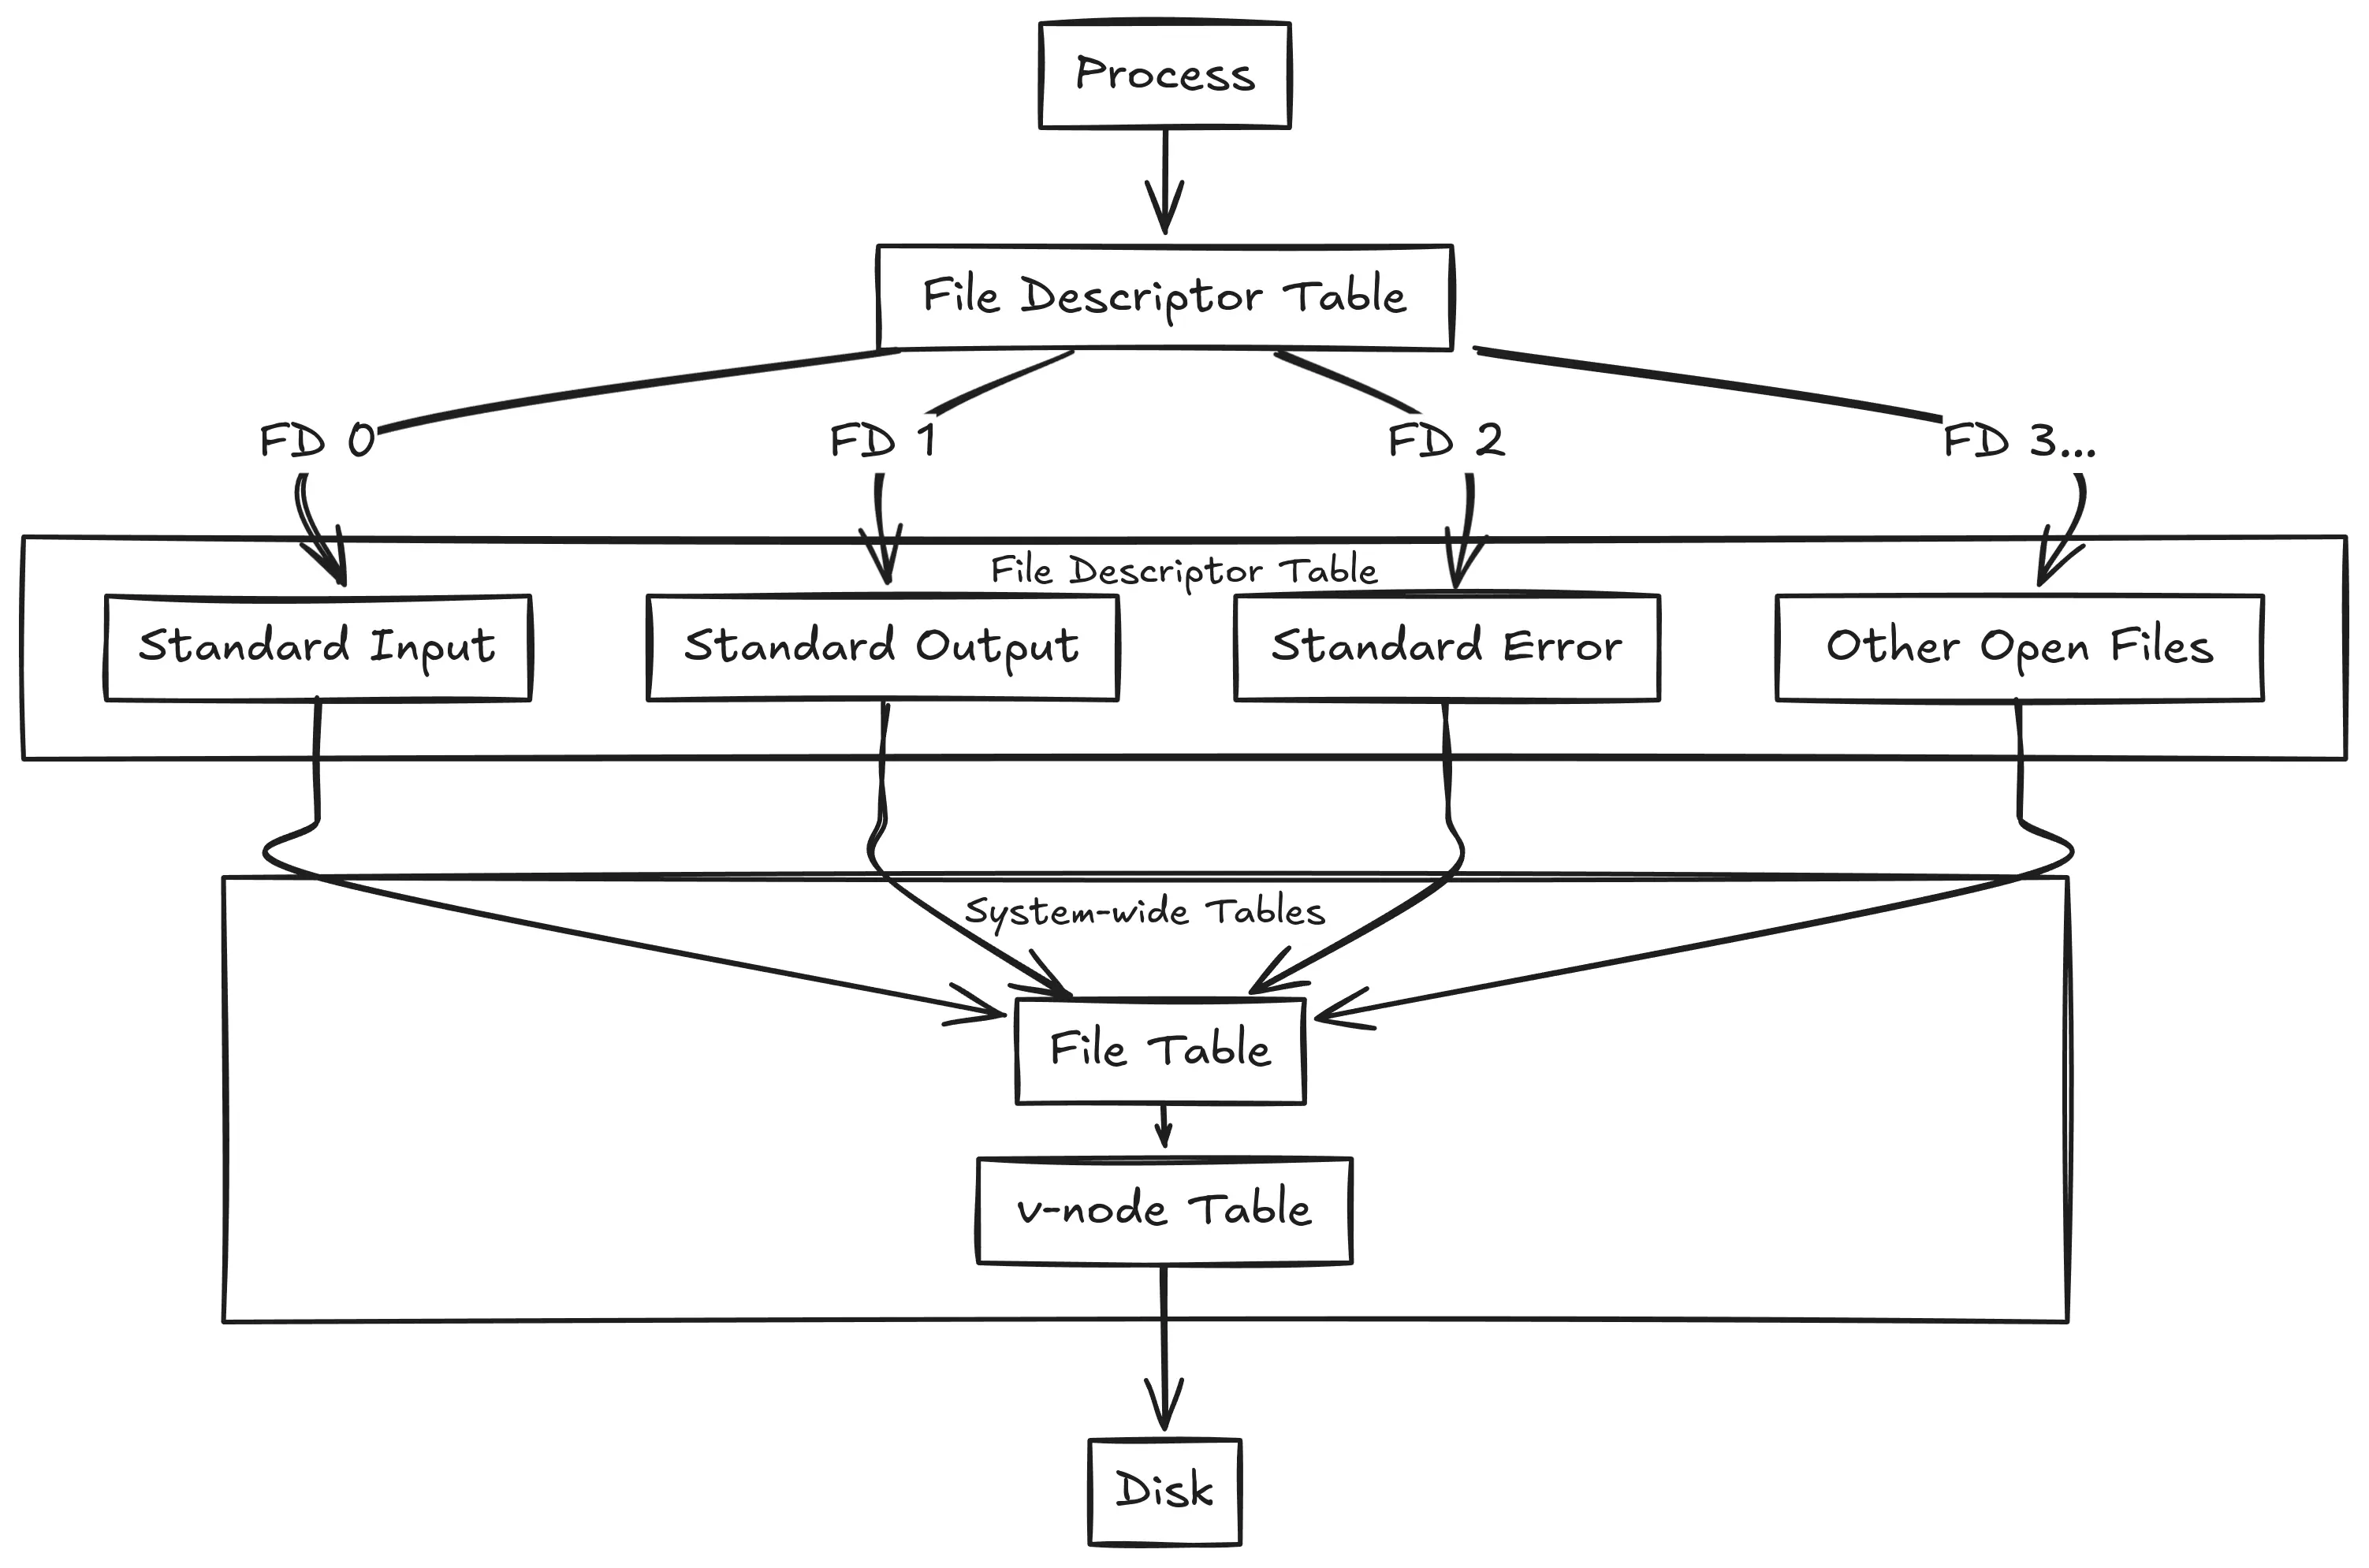 Process
File Descriptor Table
FD 0
FD 1
FD 2
FD 3...
File Descriptor Table
Standard Input
Standard Output
Standard Error
Other Open Files
System-wide Tables
File Table
v-node Table
Disk